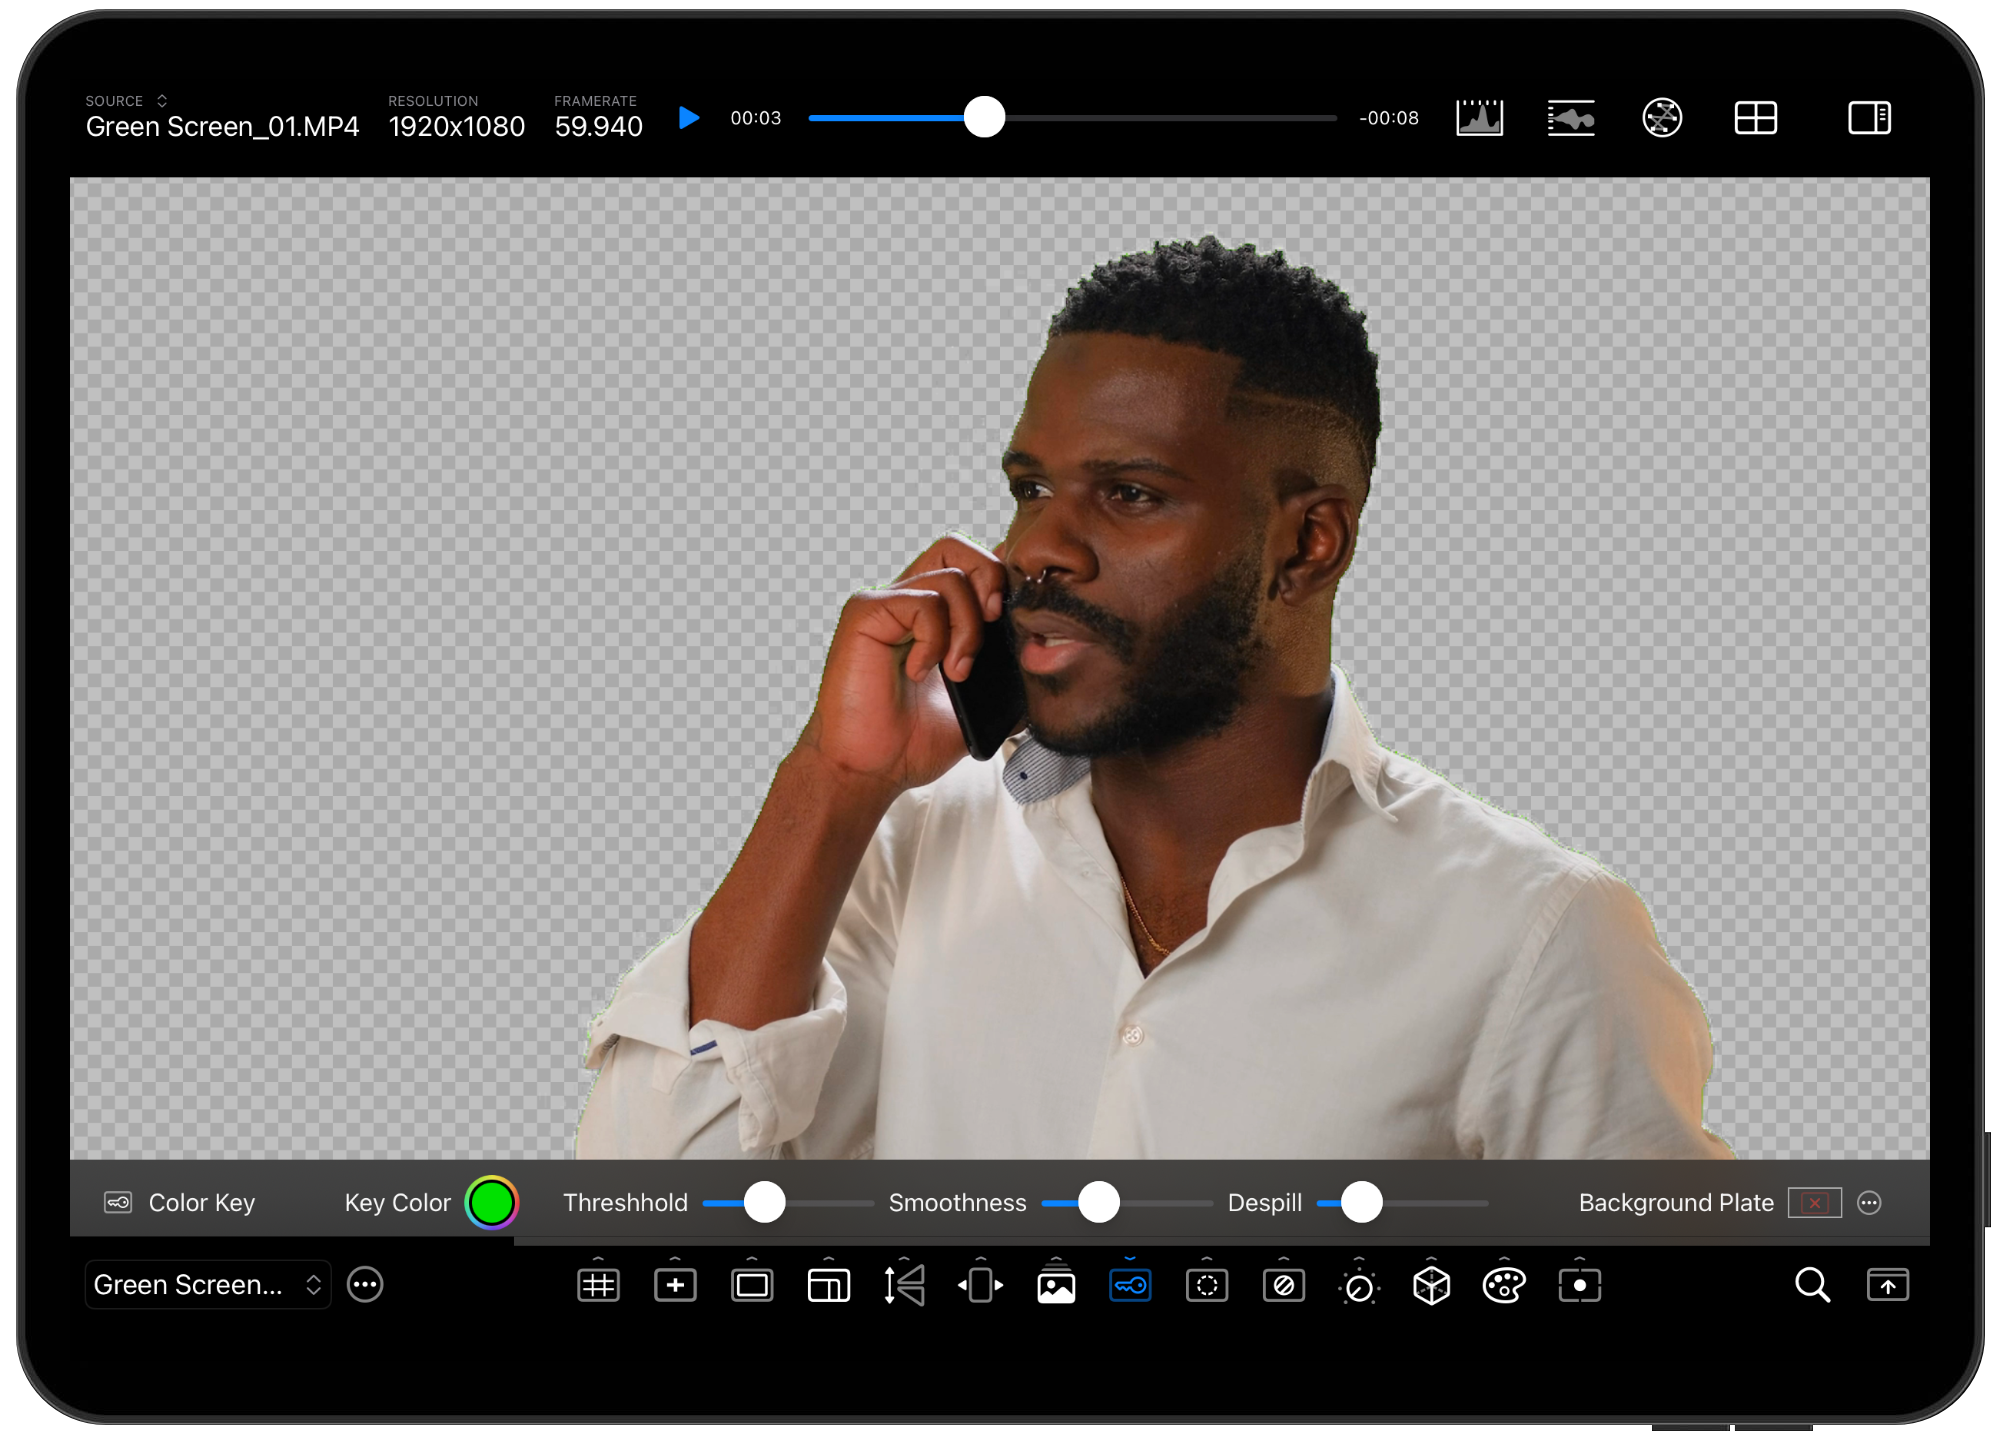 SOURCE
Green Screen_01.MP4
RESOLUTION
1920x1080
FRAMERATE
59.940
00:03
-00:08
Color Key
Key Color
Threshhold
Smoothness
Despill
Background Plate
Green Screen...